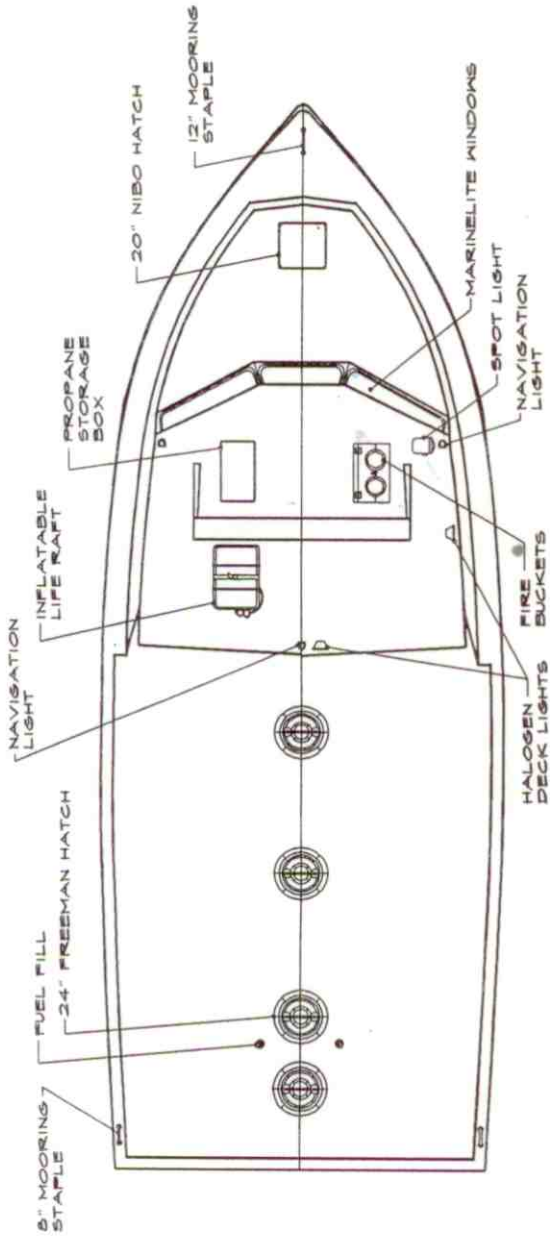 8" MOORING
STAPLE
FUEL FILL
24" FREEMAN HATCH
NAVIGATION
LIGHT
INFLATABLE
LIFE RAFT
PROPANE
STORAGE
BOX
20" NIBO HATCH
12" MOORING
STAPLE
MARINELITE WINDOWS
SPOT LIGHT
NAVIGATION
LIGHT
FIRE
BUCKETS
HALOGEN
DECK LIGHTS